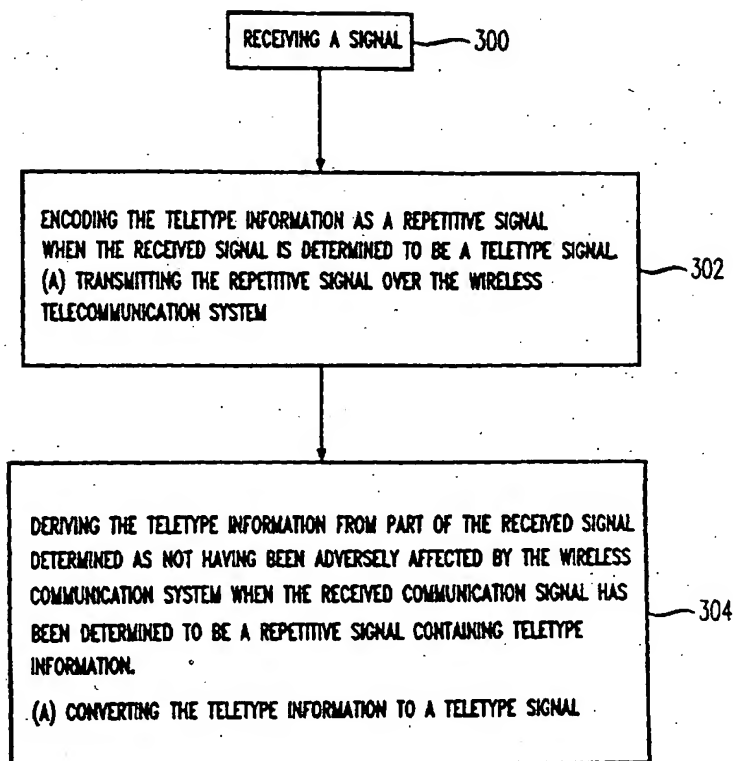 RECEIVING A SIGNAL
300
ENCODING THE TELETYPE INFORMATION AS A REPETITIVE SIGNAL
WHEN THE RECEIVED SIGNAL IS DETERMINED TO BE A TELETYPE SIGNAL.
(A) TRANSMITTING THE REPETITIVE SIGNAL OVER THE WIRELESS
TELECOMMUNICATION SYSTEM
302
DERIVING THE TELETYPE INFORMATION FROM PART OF THE RECEIVED SIGNAL
DETERMINED AS NOT HAVING BEEN ADVERSELY AFFECTED BY THE WIRELESS
COMMUNICATION SYSTEM WHEN THE RECEIVED COMMUNICATION SIGNAL HAS
BEEN DETERMINED TO BE A REPETITIVE SIGNAL CONTAINING TELETYPE
INFORMATION.
(A) CONVERTING THE TELETYPE INFORMATION TO A TELETYPE SIGNAL
304